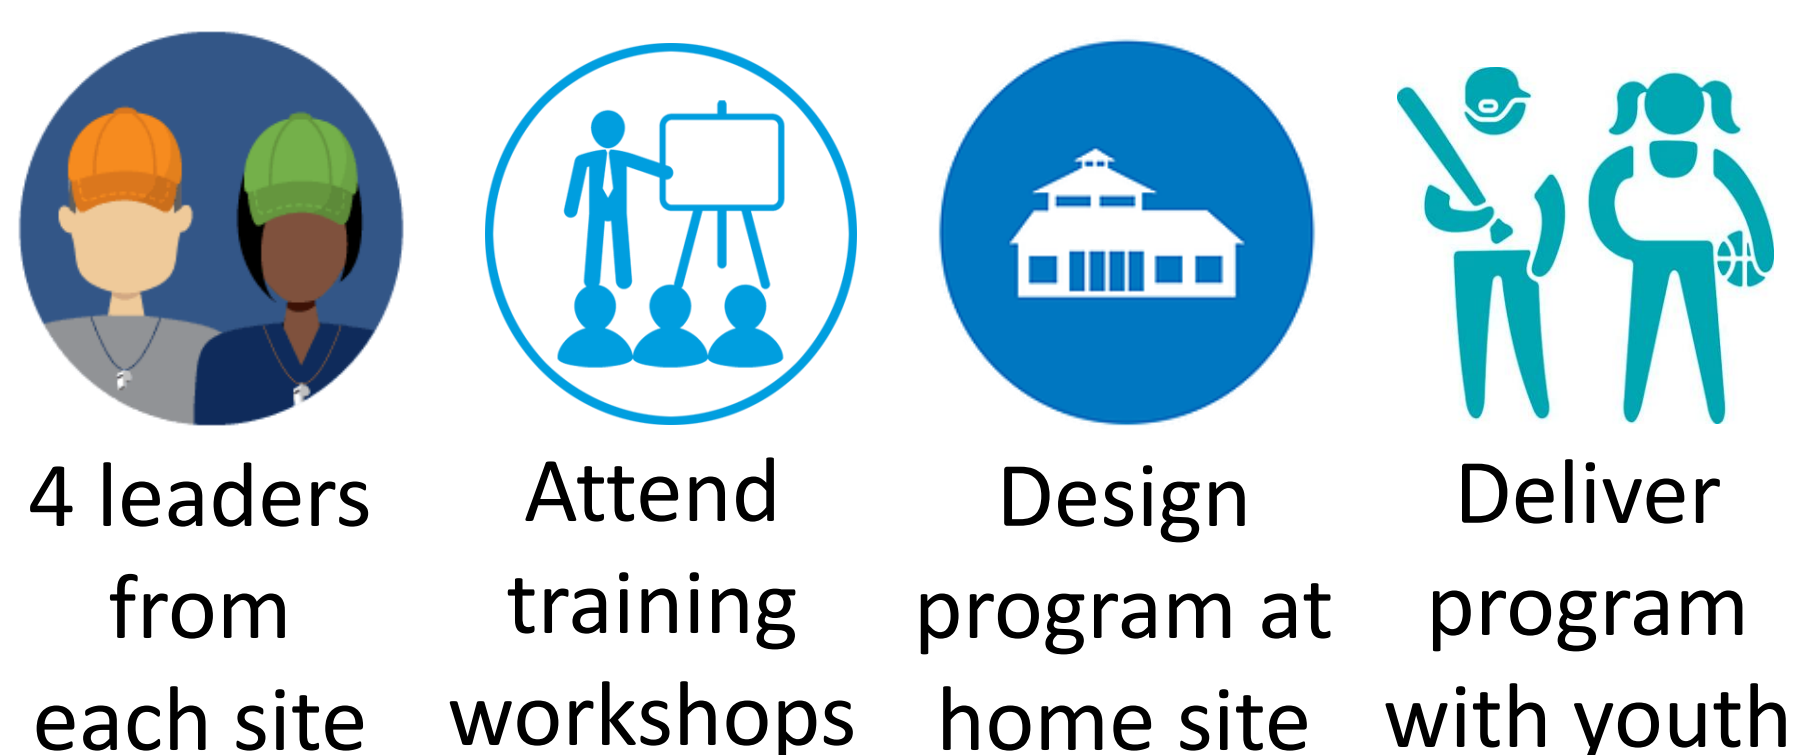 4 leaders
from
each site
Attend
training
workshops
Design
program at
home site
Deliver
program
with youth